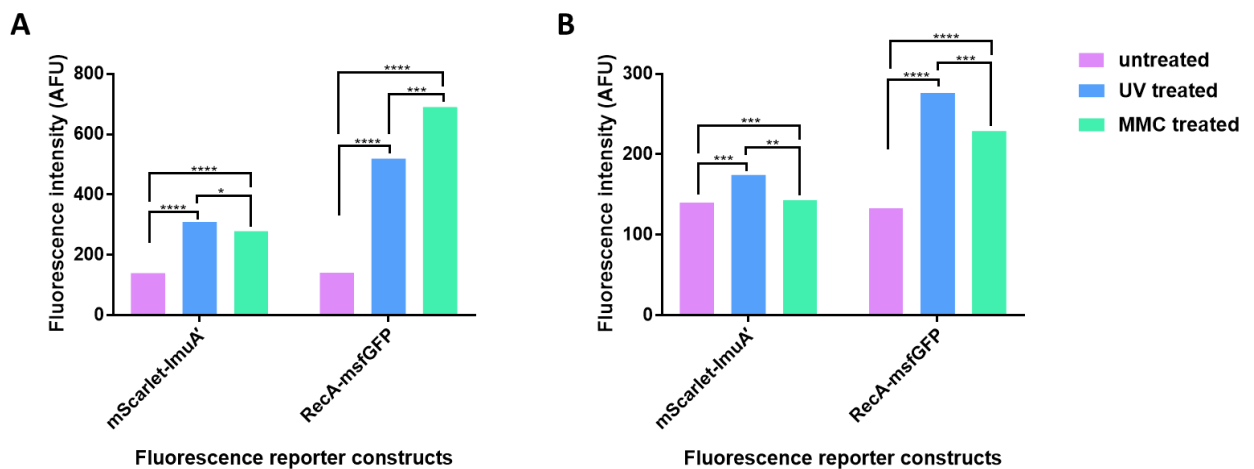 A
Fluorescence intensity (AFU)
800
600
400
200
0
****
****
*
****
****
***
mScarlet-ImuA'
RecA-msfGFP
Fluorescence reporter constructs
B
Fluorescence intensity (AFU)
300
200
100
0
***
***
**
****
****
***
mScarlet-ImuA'
RecA-msfGFP
Fluorescence reporter constructs
untreated
UV treated
MMC treated